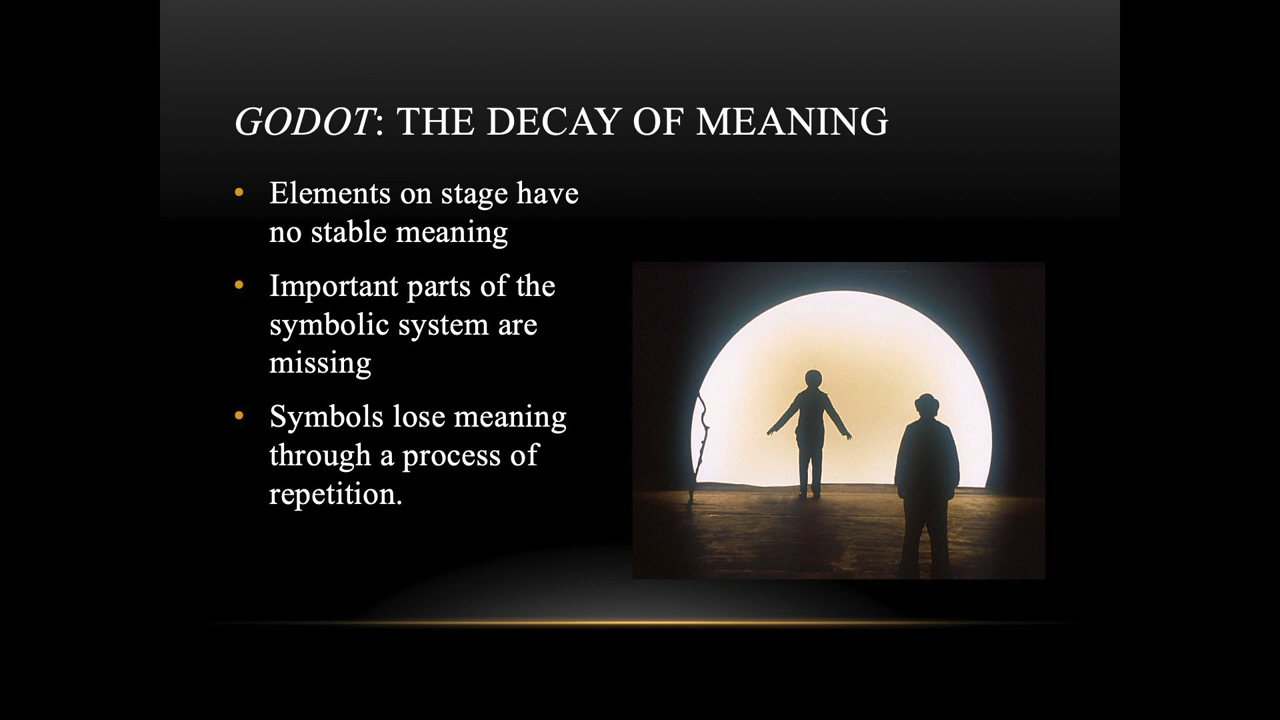 GODOT: THE DECAY OF MEANING
• Elements on stage have
no stable meaning
• Important parts of the
symbolic system are
missing
• Symbols lose meaning
through a process of
repetition.